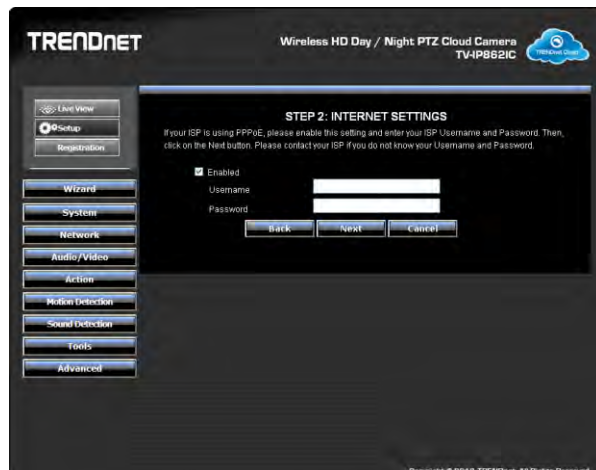 TRENDNET
Wireless HD Day / Night PTZ Cloud Camera
TV-IP862IC
TRENDnet Cloud
Live View
Setup
Registration
Wizard
System
Network
Audio/Video
Action
Motion Detection
Sound Detection
Tools
Advanced
STEP 2: INTERNET SETTINGS
If your ISP is using PPPoE, please enable this setting and enter your ISP Username and Password. Then,
click on the Next button. Please contact your ISP if you do not know your Username and Password.
Enabled
Username
Password
Back Next Cancel